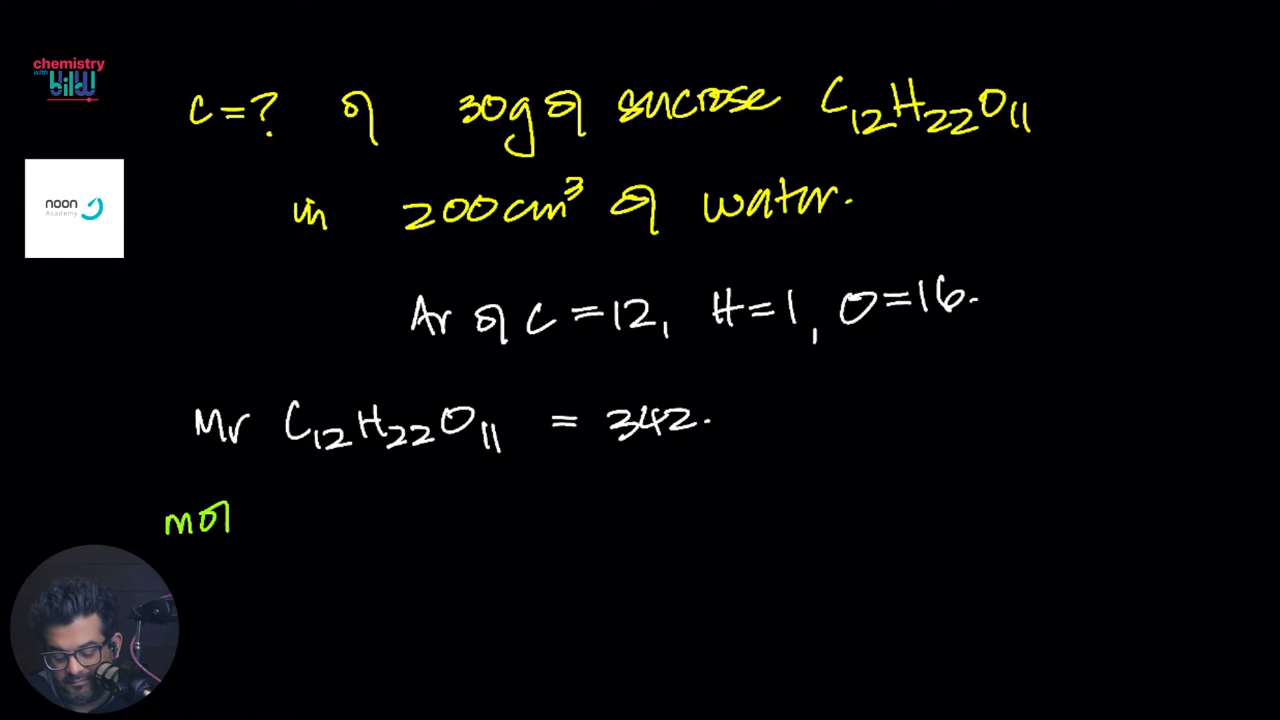 chemistry
with bilal
c = ? of 30g of sucrose C₁₂H₂₂O₁₁
noon
Academy
in 200cm³ of water.
Ar of C = 12, H = 1, O = 16.
Mr C₁₂H₂₂O₁₁ = 342.
mol